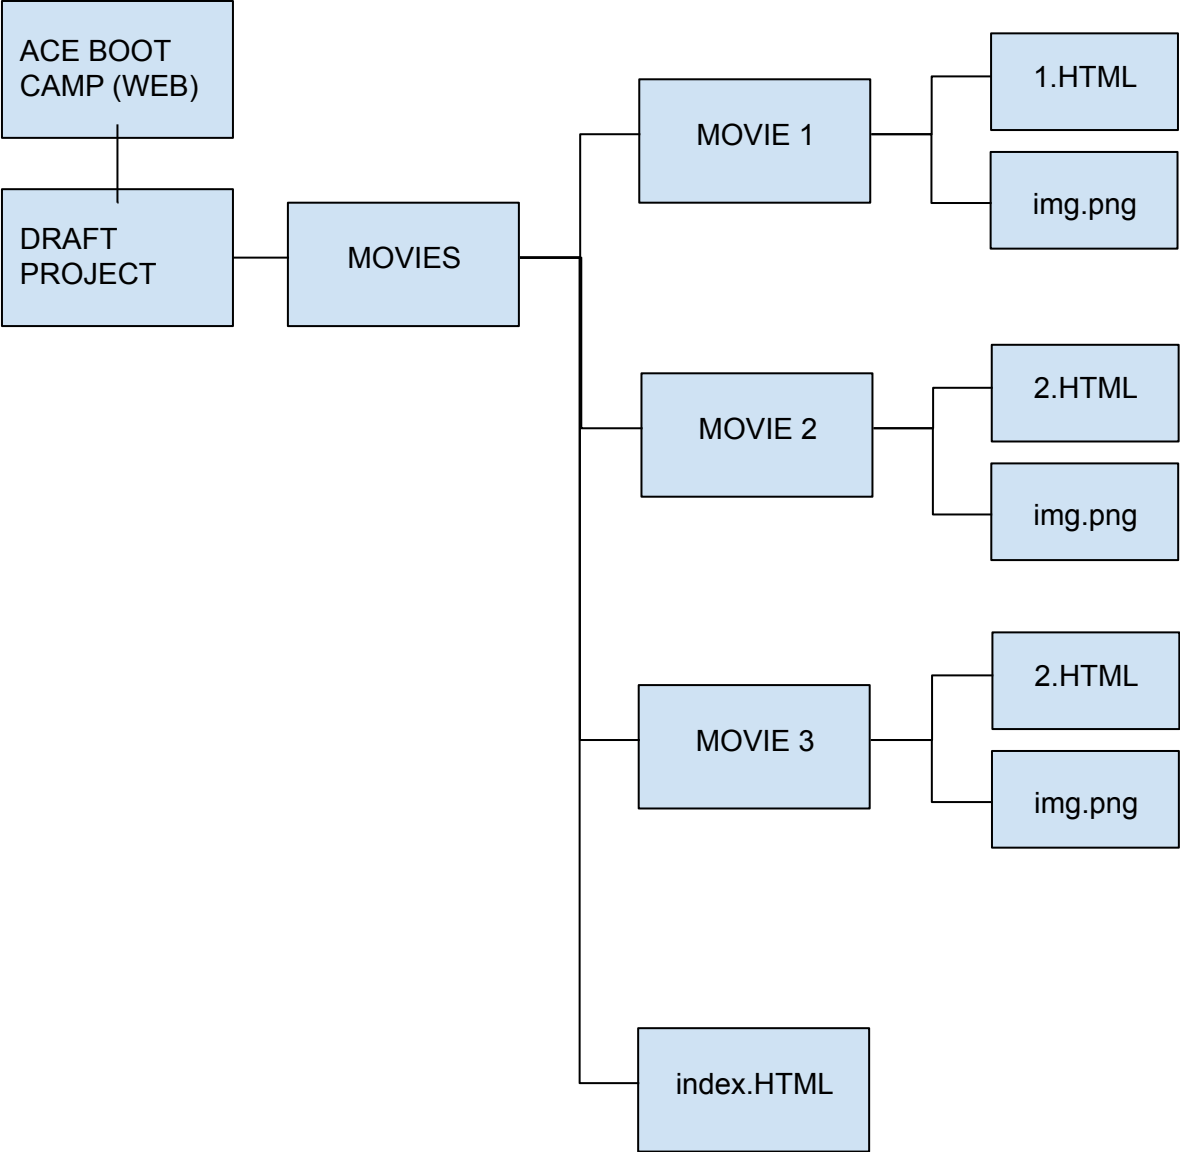 ACE BOOT
CAMP (WEB)
DRAFT
PROJECT
MOVIES
MOVIE 1
1.HTML
img.png
MOVIE 2
2.HTML
img.png
MOVIE 3
2.HTML
img.png
index.HTML